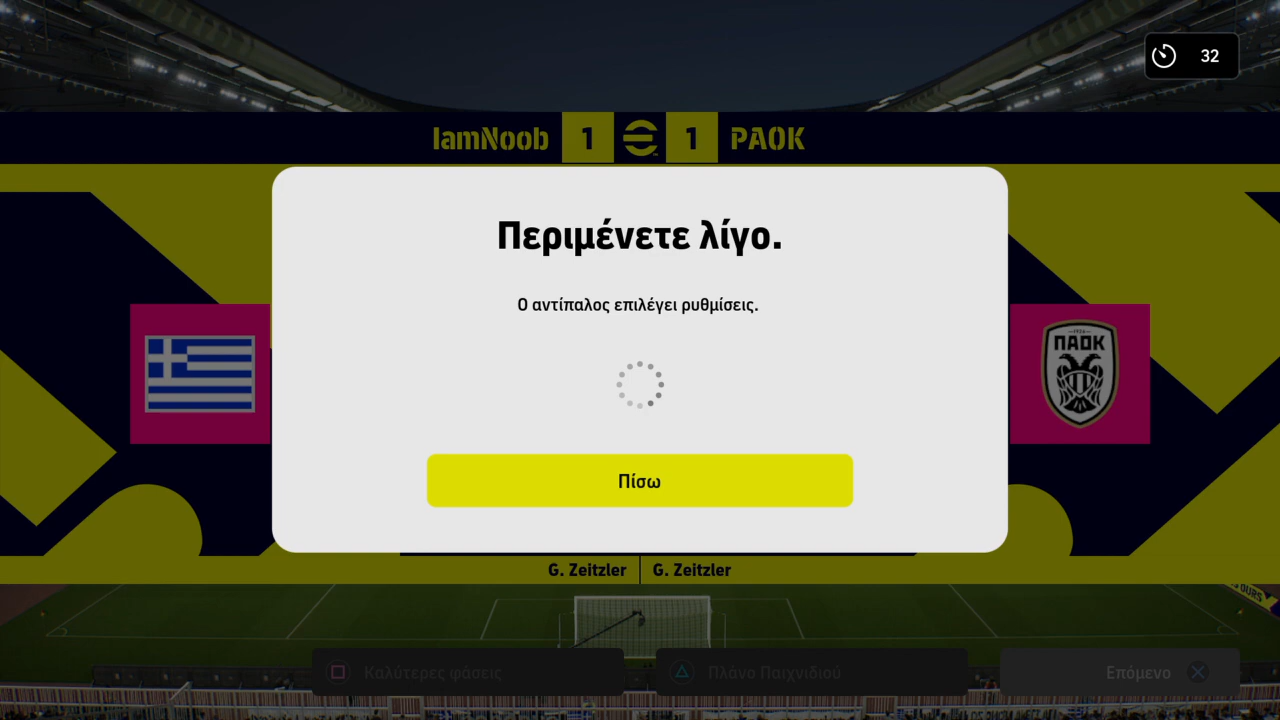 32
IamNoob 1 1 PAOK
Περιμένετε λίγο.
Ο αντίπαλος επιλέγει ρυθμίσεις.
ΠΑΟΚ
Πίσω
G. Zeitzler G. Zeitzler
Καλύτερες φάσεις
Πλάνο Παιχνιδιού
Επόμενο